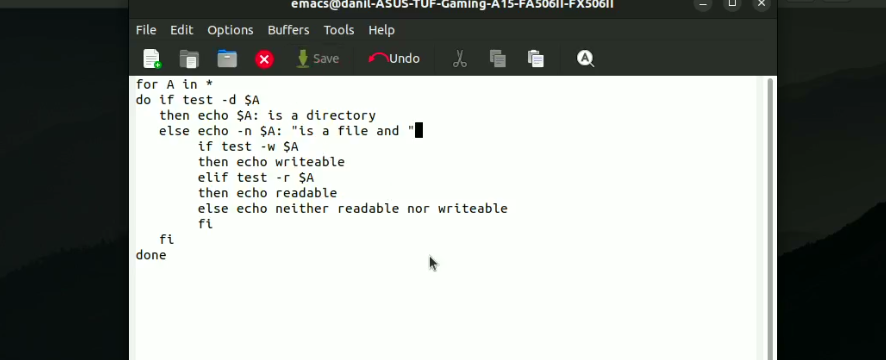 emacs@danil-ASUS-TUF-Gaming-A15-FA506II-FX506II
File Edit Options Buffers Tools Help
Save Undo
for A in *
do if test -d $A
then echo $A: is a directory
else echo -n $A: "is a file and "
if test -w $A
then echo writeable
elif test -r $A
then echo readable
else echo neither readable nor writeable
fi
fi
done